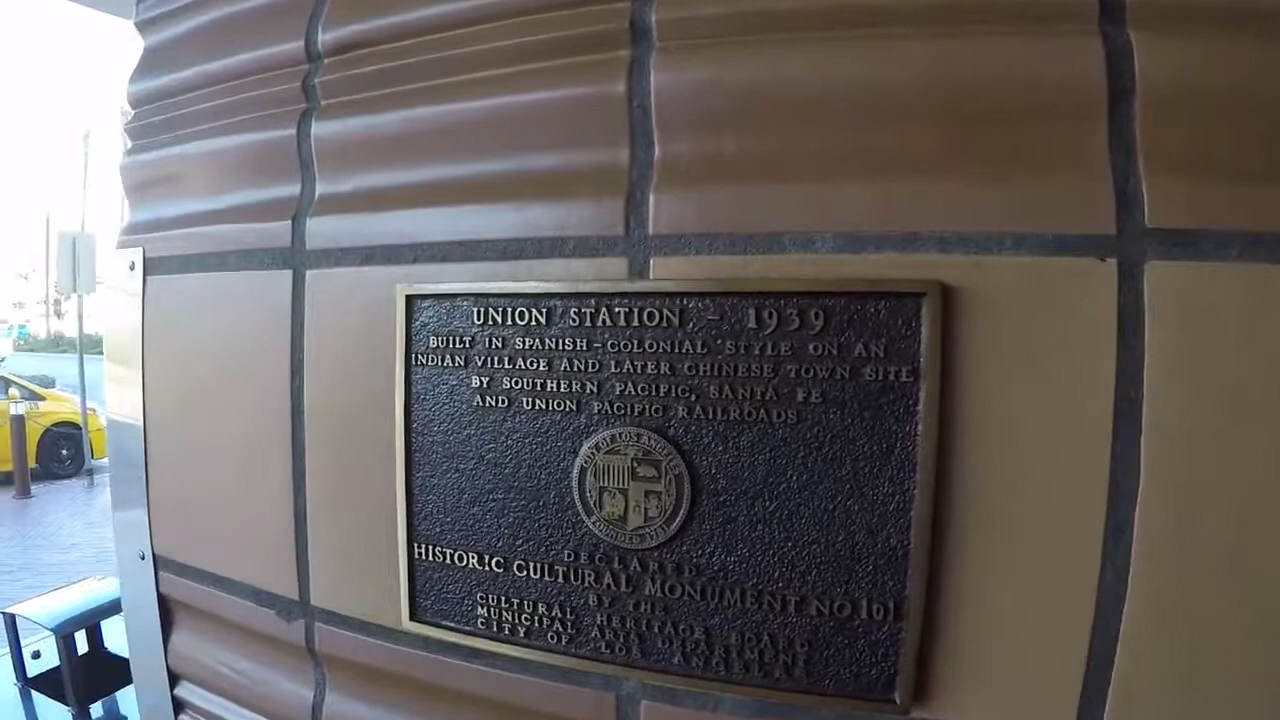 UNION STATION - 1939
BUILT IN SPANISH-COLONIAL STYLE ON AN
INDIAN VILLAGE AND LATER CHINESE TOWN SITE
BY SOUTHERN PACIFIC, SANTA FE
AND UNION PACIFIC RAILROADS
CITY OF LOS ANGELES
FOUNDED 1781
DECLARED
HISTORIC CULTURAL MONUMENT NO. 101
BY THE
CULTURAL HERITAGE BOARD
MUNICIPAL ARTS DEPARTMENT
CITY OF LOS ANGELES